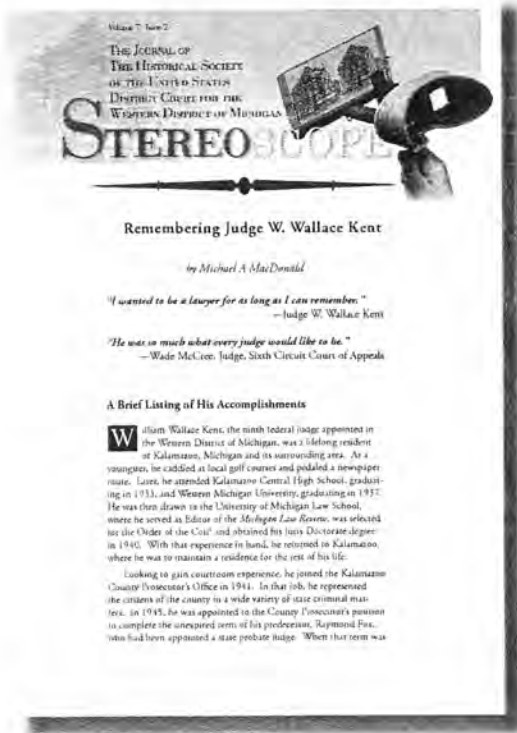 Volume 7, Issue 2
THE JOURNAL OF
THE HISTORICAL SOCIETY
OF THE UNITED STATES
DISTRICT COURT FOR THE
WESTERN DISTRICT OF MICHIGAN
STEREOSCOPE
Remembering Judge W. Wallace Kent
by Michael A MacDonald
"I wanted to be a lawyer for as long as I can remember."
—Judge W. Wallace Kent
"He was so much what every judge would like to be."
—Wade McCree, Judge, Sixth Circuit Court of Appeals
A Brief Listing of His Accomplishments
William Wallace Kent, the ninth federal judge appointed in
the Western District of Michigan, was a lifelong resident
of Kalamazoo, Michigan and its surrounding area. As a
youngster, he caddied at local golf courses and pedaled a newspaper
route. Later, he attended Kalamazoo Central High School, graduat-
ing in 1933, and Western Michigan University, graduating in 1937.
He was then drawn to the University of Michigan Law School,
where he served as Editor of the Michigan Law Review, was selected
for the Order of the Coif and obtained his Juris Doctorate degree
in 1940. With that experience in hand, he returned to Kalamazoo,
where he was to maintain a residence for the rest of his life.
Looking to gain courtroom experience, he joined the Kalamazoo
County Prosecutor's Office in 1941. In that job, he represented
the citizens of the county in a wide variety of state criminal mat-
ters. In 1945, he was appointed to the County Prosecutor's position
to complete the unexpired term of his predecessor, Raymond Fox,
who had been appointed a state probate judge. When that term was